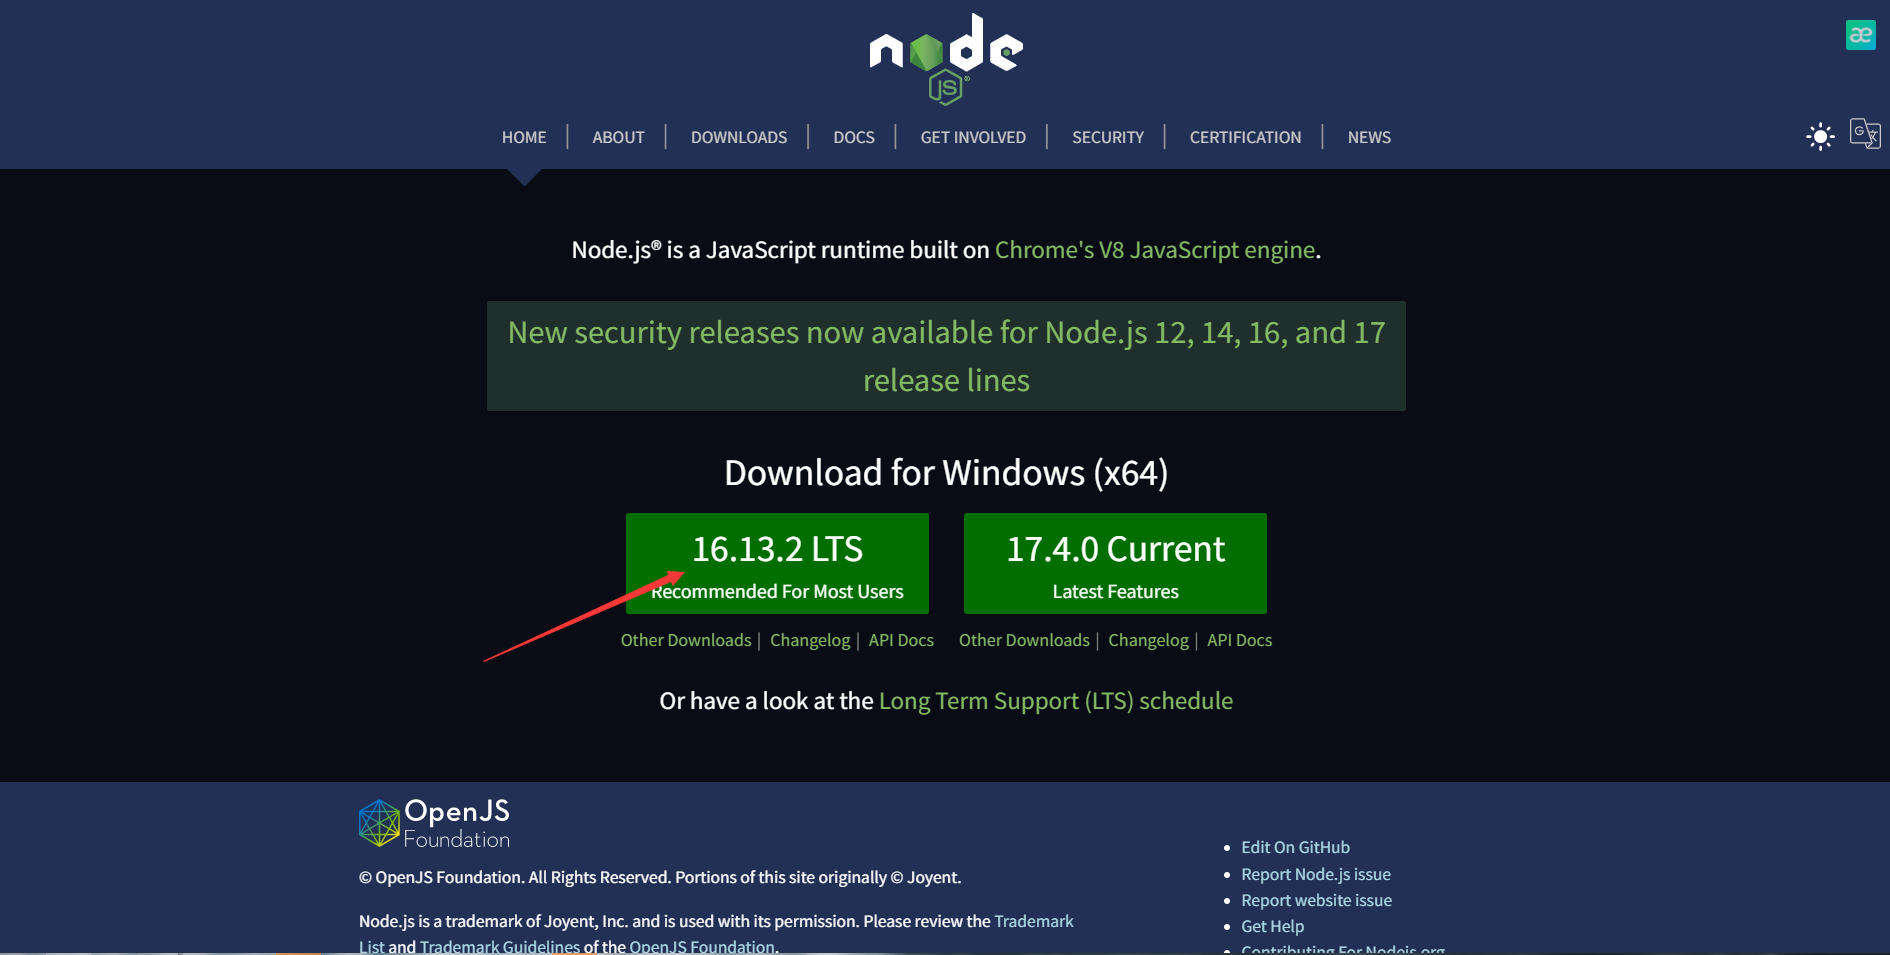 node
JS
æ
HOME | ABOUT | DOWNLOADS | DOCS | GET INVOLVED | SECURITY | CERTIFICATION | NEWS
G 文
Node.js® is a JavaScript runtime built on Chrome's V8 JavaScript engine.
New security releases now available for Node.js 12, 14, 16, and 17
release lines
Download for Windows (x64)
16.13.2 LTS
Recommended For Most Users
17.4.0 Current
Latest Features
Other Downloads | Changelog | API Docs
Other Downloads | Changelog | API Docs
Or have a look at the Long Term Support (LTS) schedule
OpenJS
Foundation
© OpenJS Foundation. All Rights Reserved. Portions of this site originally © Joyent.
Node.js is a trademark of Joyent, Inc. and is used with its permission. Please review the Trademark
List and Trademark Guidelines of the OpenJS Foundation.
Edit On GitHub
Report Node.js issue
Report website issue
Get Help
Contributing For Nodejs.org